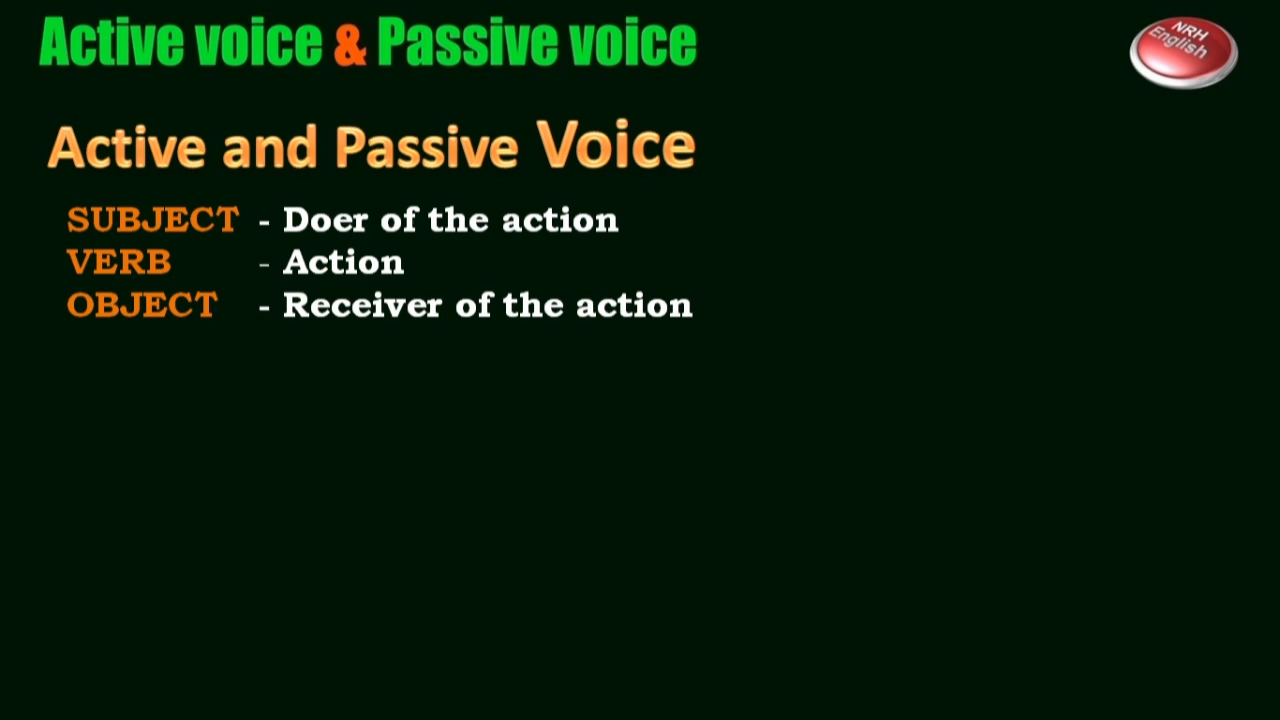 Active voice & Passive voice
NRH
English
Active and Passive Voice
SUBJECT - Doer of the action
VERB - Action
OBJECT - Receiver of the action